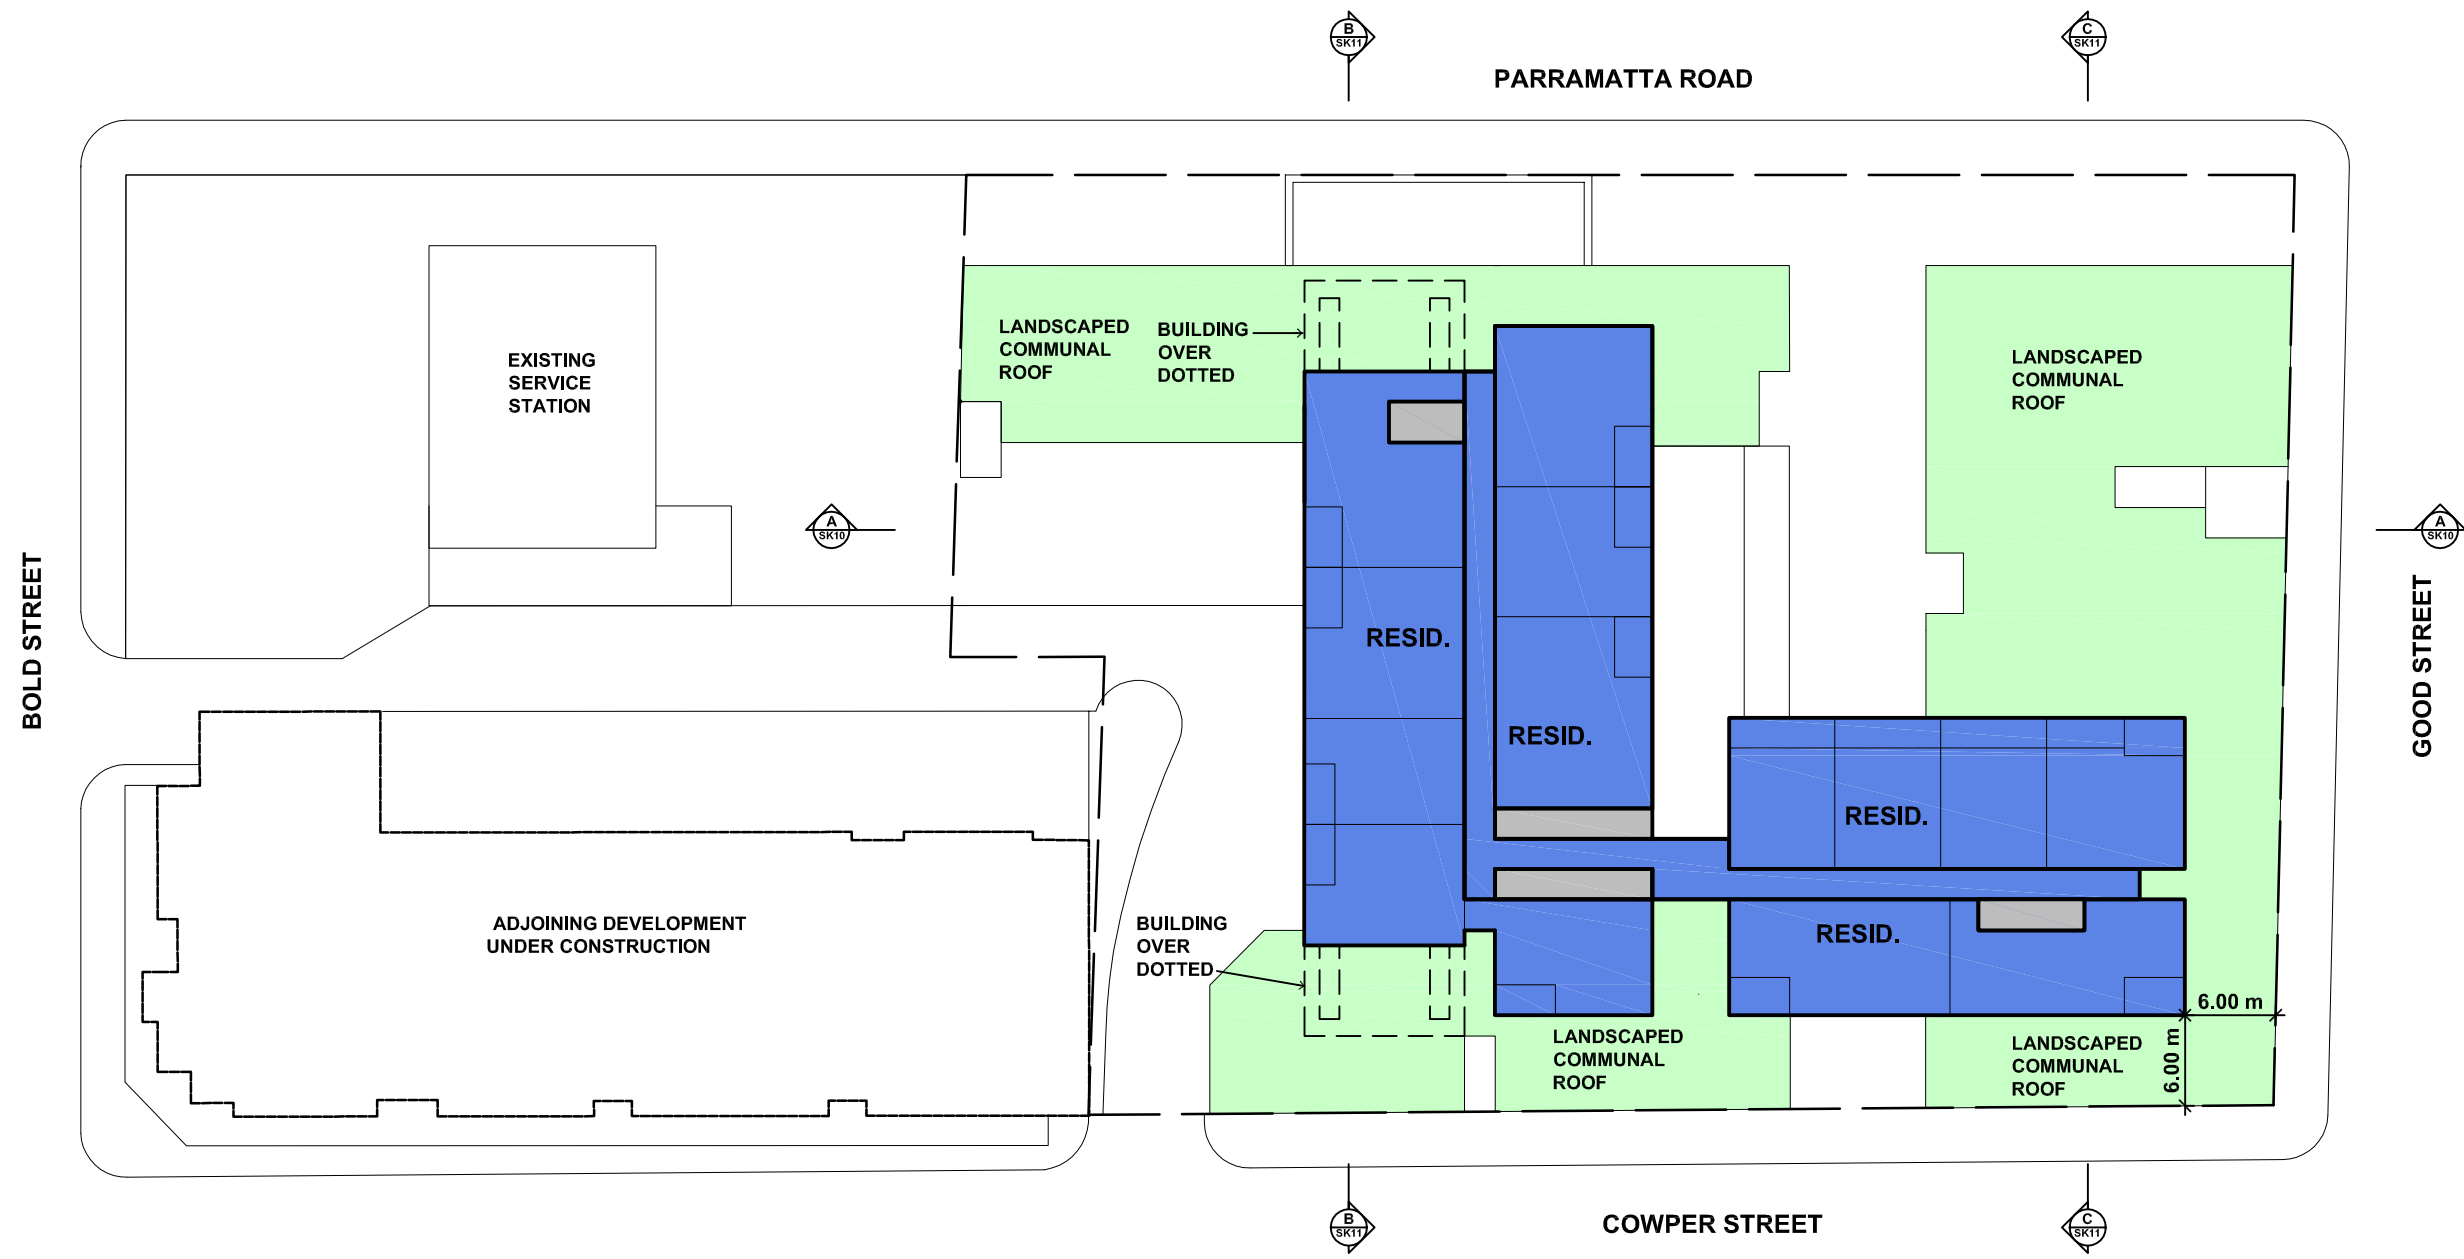 B
SK11
C
SK11
PARRAMATTA ROAD
EXISTING
SERVICE
STATION
LANDSCAPED
COMMUNAL
ROOF
BUILDING
OVER
DOTTED
LANDSCAPED
COMMUNAL
ROOF
A
SK10
A
SK10
BOLD STREET
GOOD STREET
RESID.
RESID.
RESID.
RESID.
ADJOINING DEVELOPMENT
UNDER CONSTRUCTION
BUILDING
OVER
DOTTED
6.00 m
6.00 m
LANDSCAPED
COMMUNAL
ROOF
LANDSCAPED
COMMUNAL
ROOF
B
SK11
C
SK11
COWPER STREET